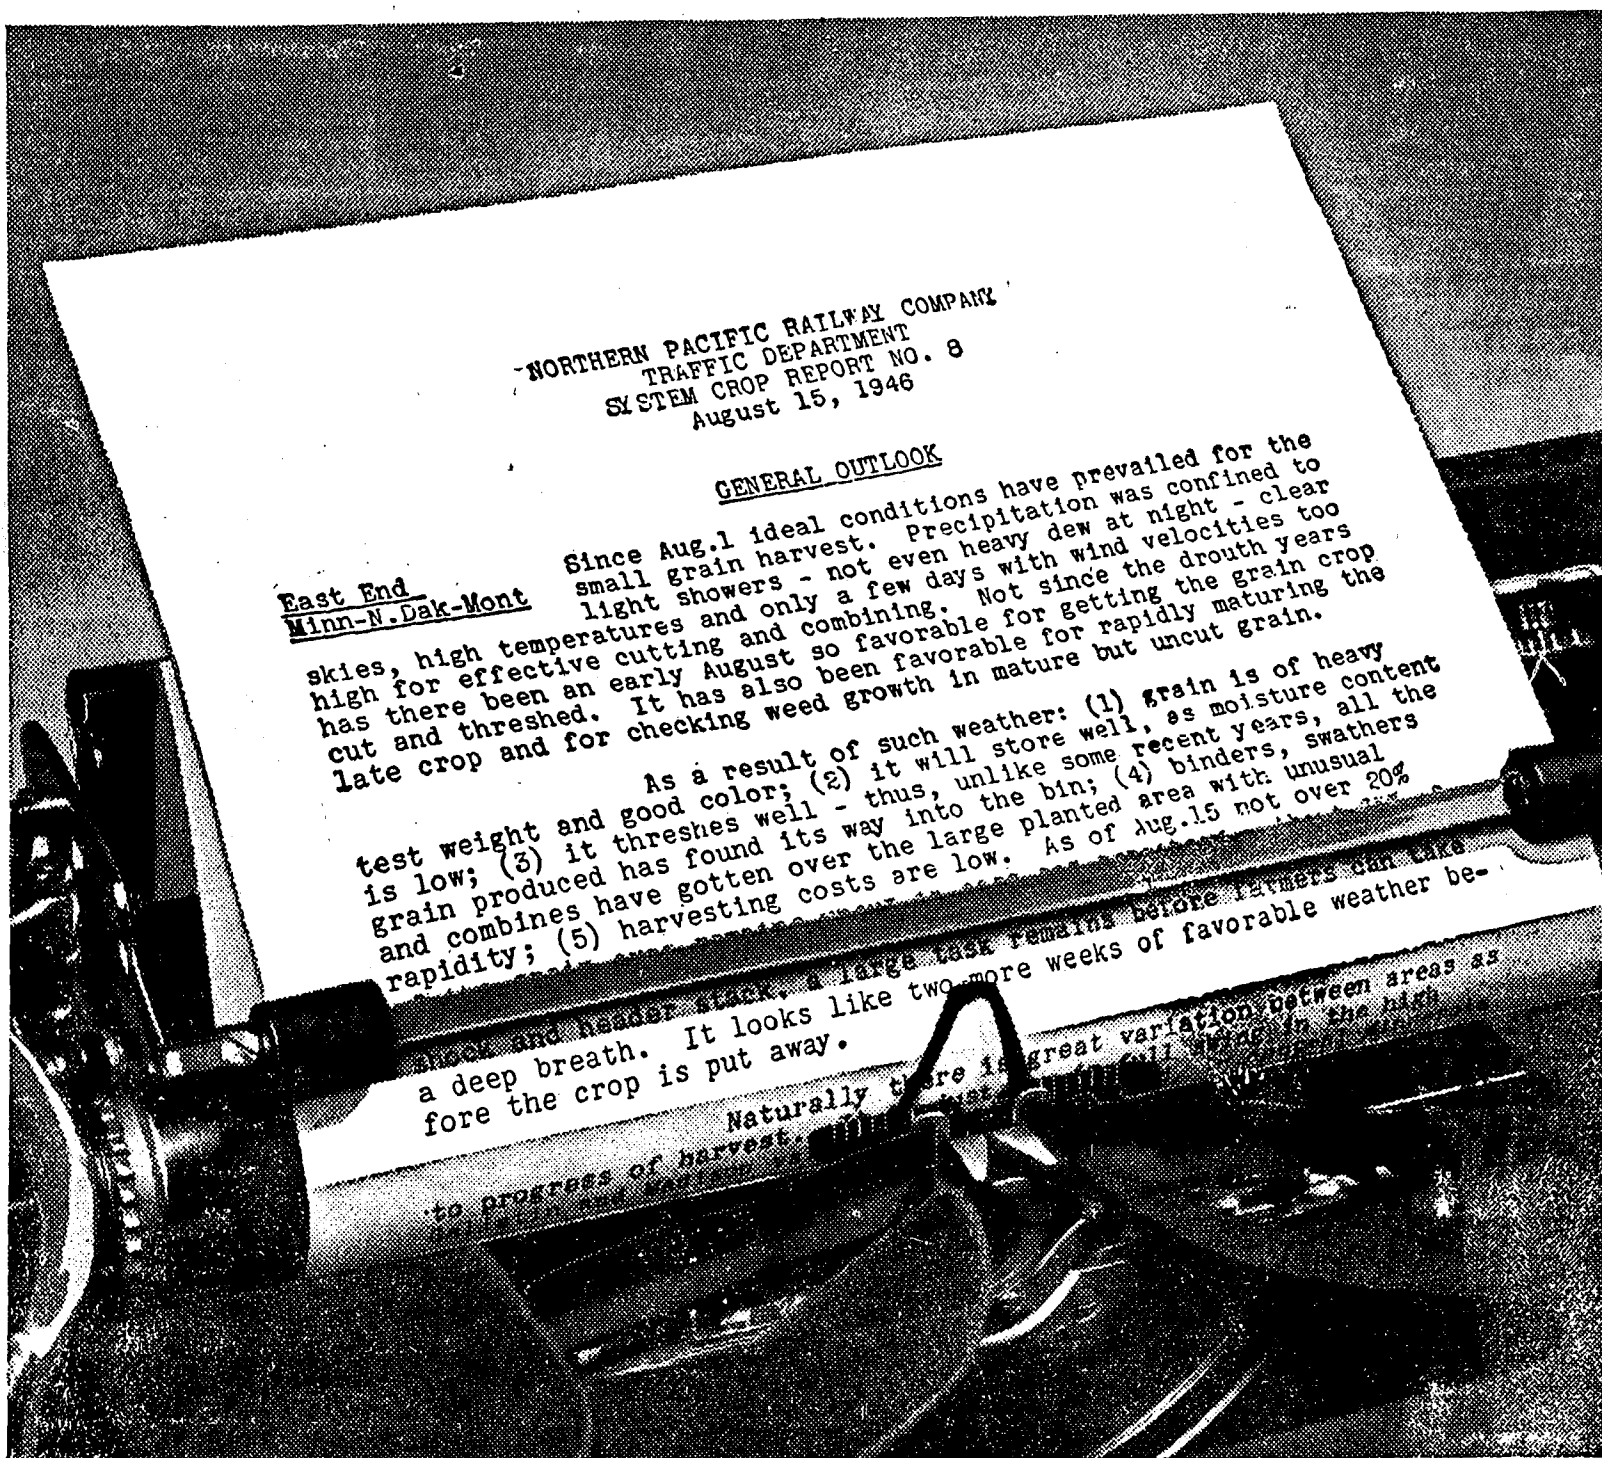 NORTHERN PACIFIC RAILWAY COMPANY
TRAFFIC DEPARTMENT
SYSTEM CROP REPORT NO. 8
August 15, 1946
GENERAL OUTLOOK
East End
Minn-N.Dak-Mont
Since Aug.1 ideal conditions have prevailed for the
small grain harvest. Precipitation was confined to
light showers - not even heavy dew at night - clear
skies, high temperatures and only a few days with wind velocities too
high for effective cutting and combining. Not since the drouth years
has there been an early August so favorable for getting the grain crop
cut and threshed. It has also been favorable for rapidly maturing the
late crop and for checking weed growth in mature but uncut grain.
As a result of such weather: (1) grain is of heavy
test weight and good color; (2) it will store well, as moisture content
is low; (3) it threshes well - thus, unlike some recent years, all the
grain produced has found its way into the bin; (4) binders, swathers
and combines have gotten over the large planted area with unusual
rapidity; (5) harvesting costs are low. As of Aug.15 not over 20%
shock and header stack, a large task remains before farmers can take
a deep breath. It looks like two more weeks of favorable weather be-
fore the crop is put away.
Naturally there is great variation between areas as
to progress of harvest. full swing in the high